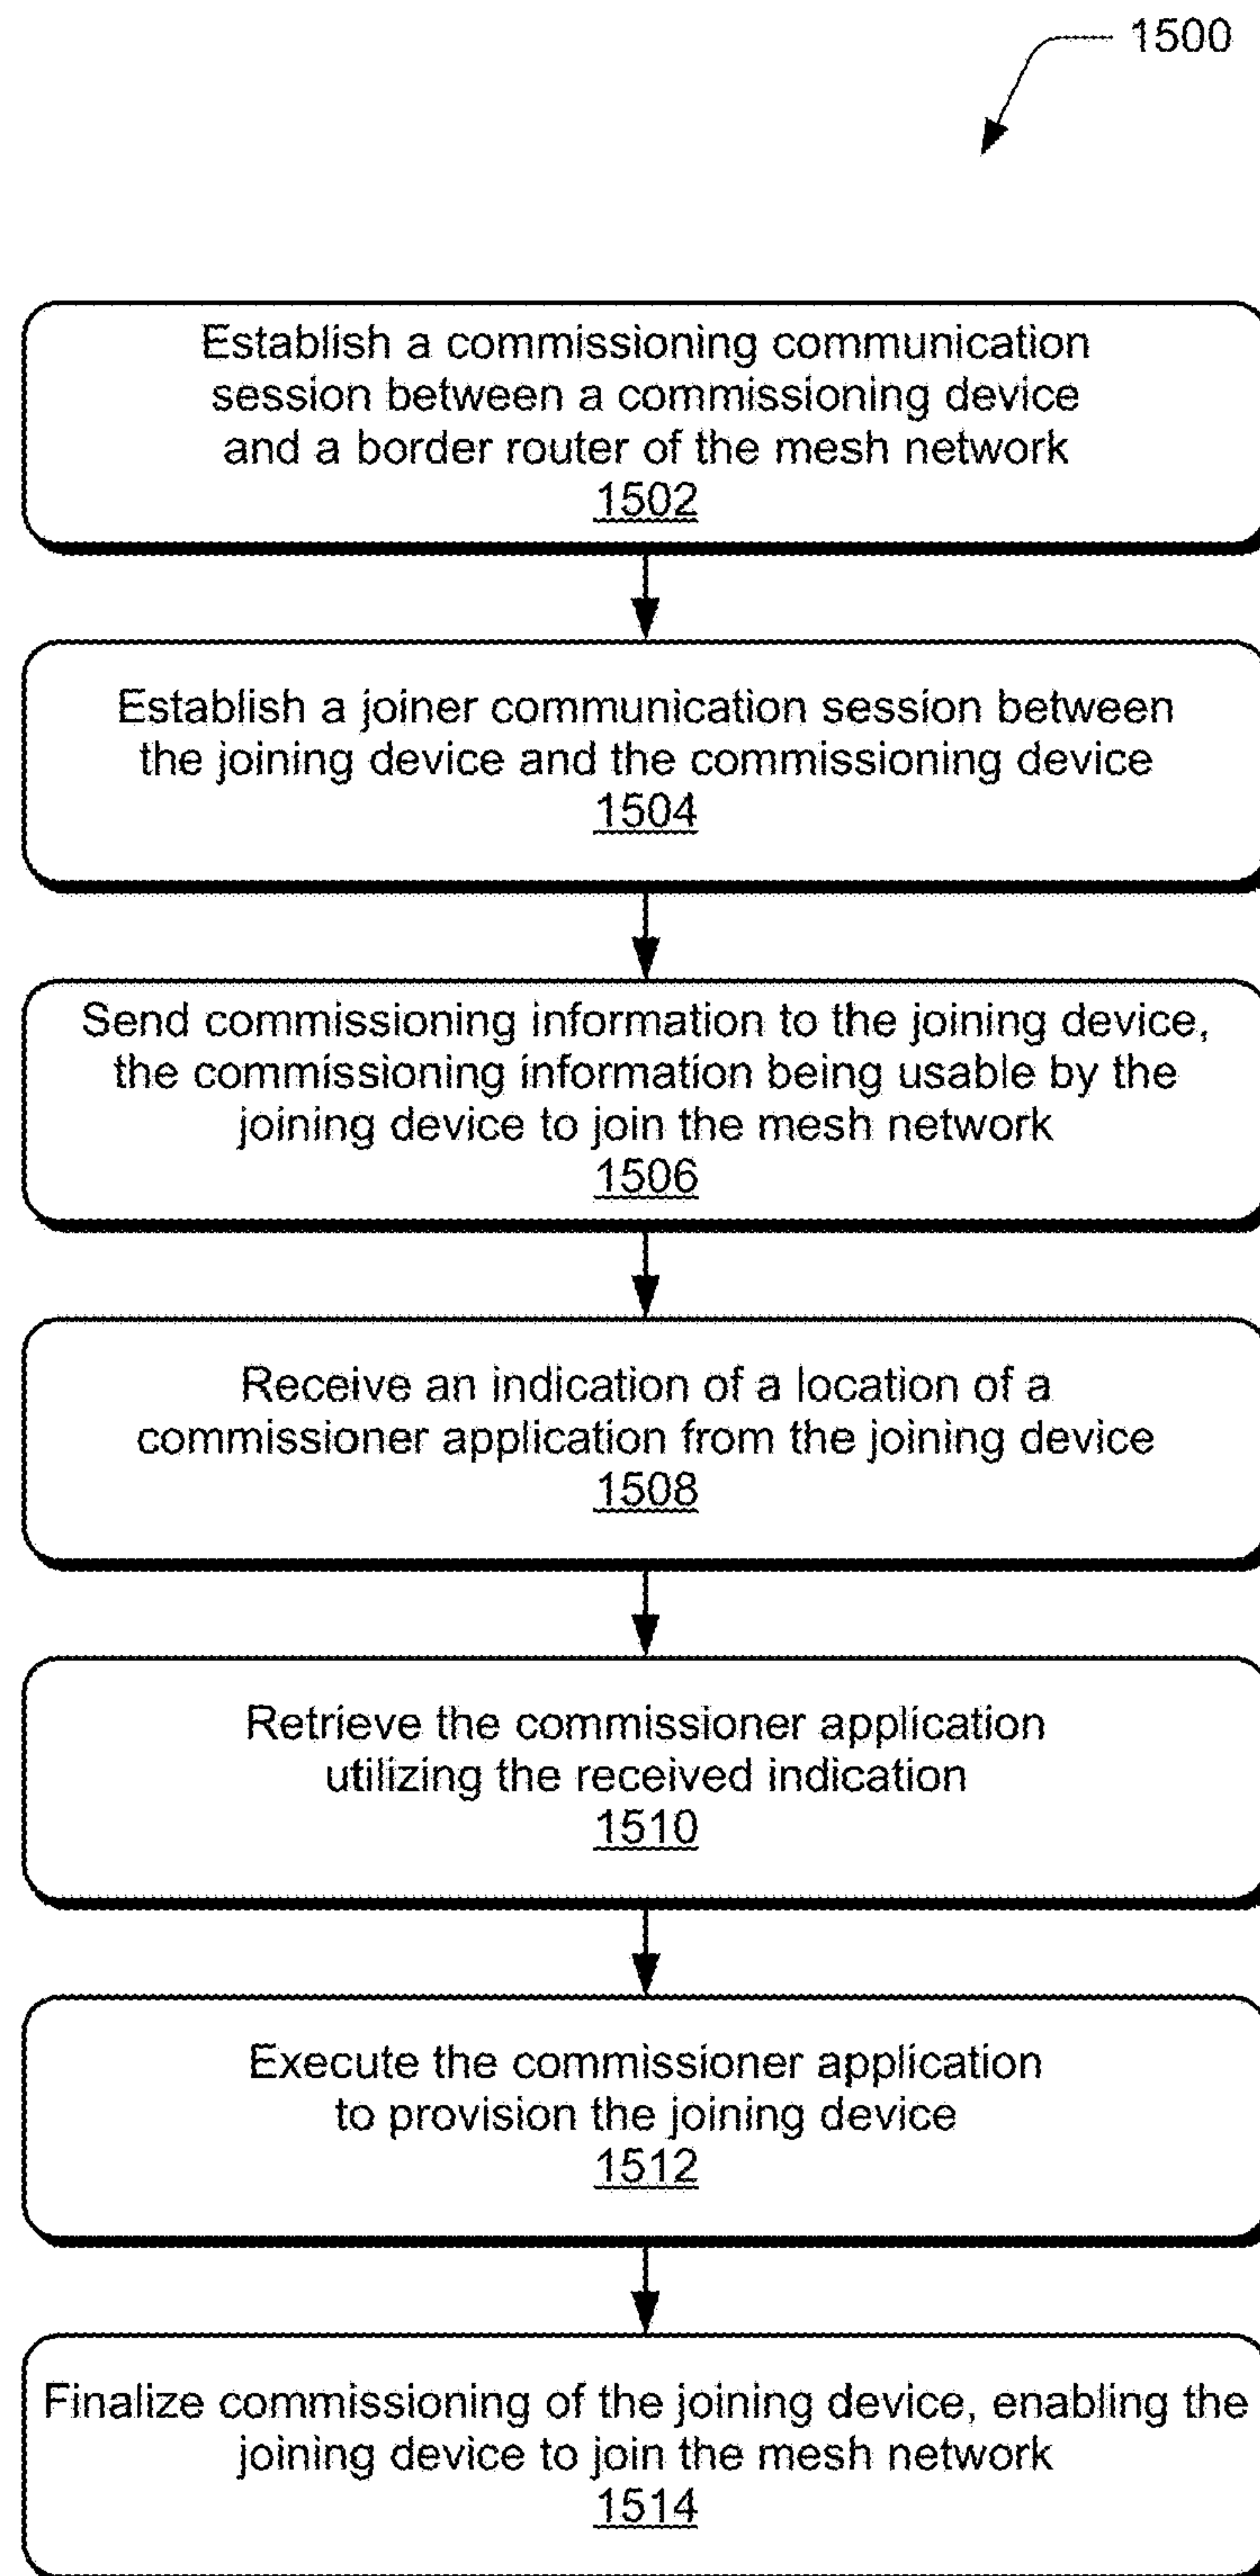 1500
Establish a commissioning communication
session between a commissioning device
and a border router of the mesh network
1502
Establish a joiner communication session between
the joining device and the commissioning device
1504
Send commissioning information to the joining device,
the commissioning information being usable by the
joining device to join the mesh network
1506
Receive an indication of a location of a
commissioner application from the joining device
1508
Retrieve the commissioner application
utilizing the received indication
1510
Execute the commissioner application
to provision the joining device
1512
Finalize commissioning of the joining device, enabling the
joining device to join the mesh network
1514